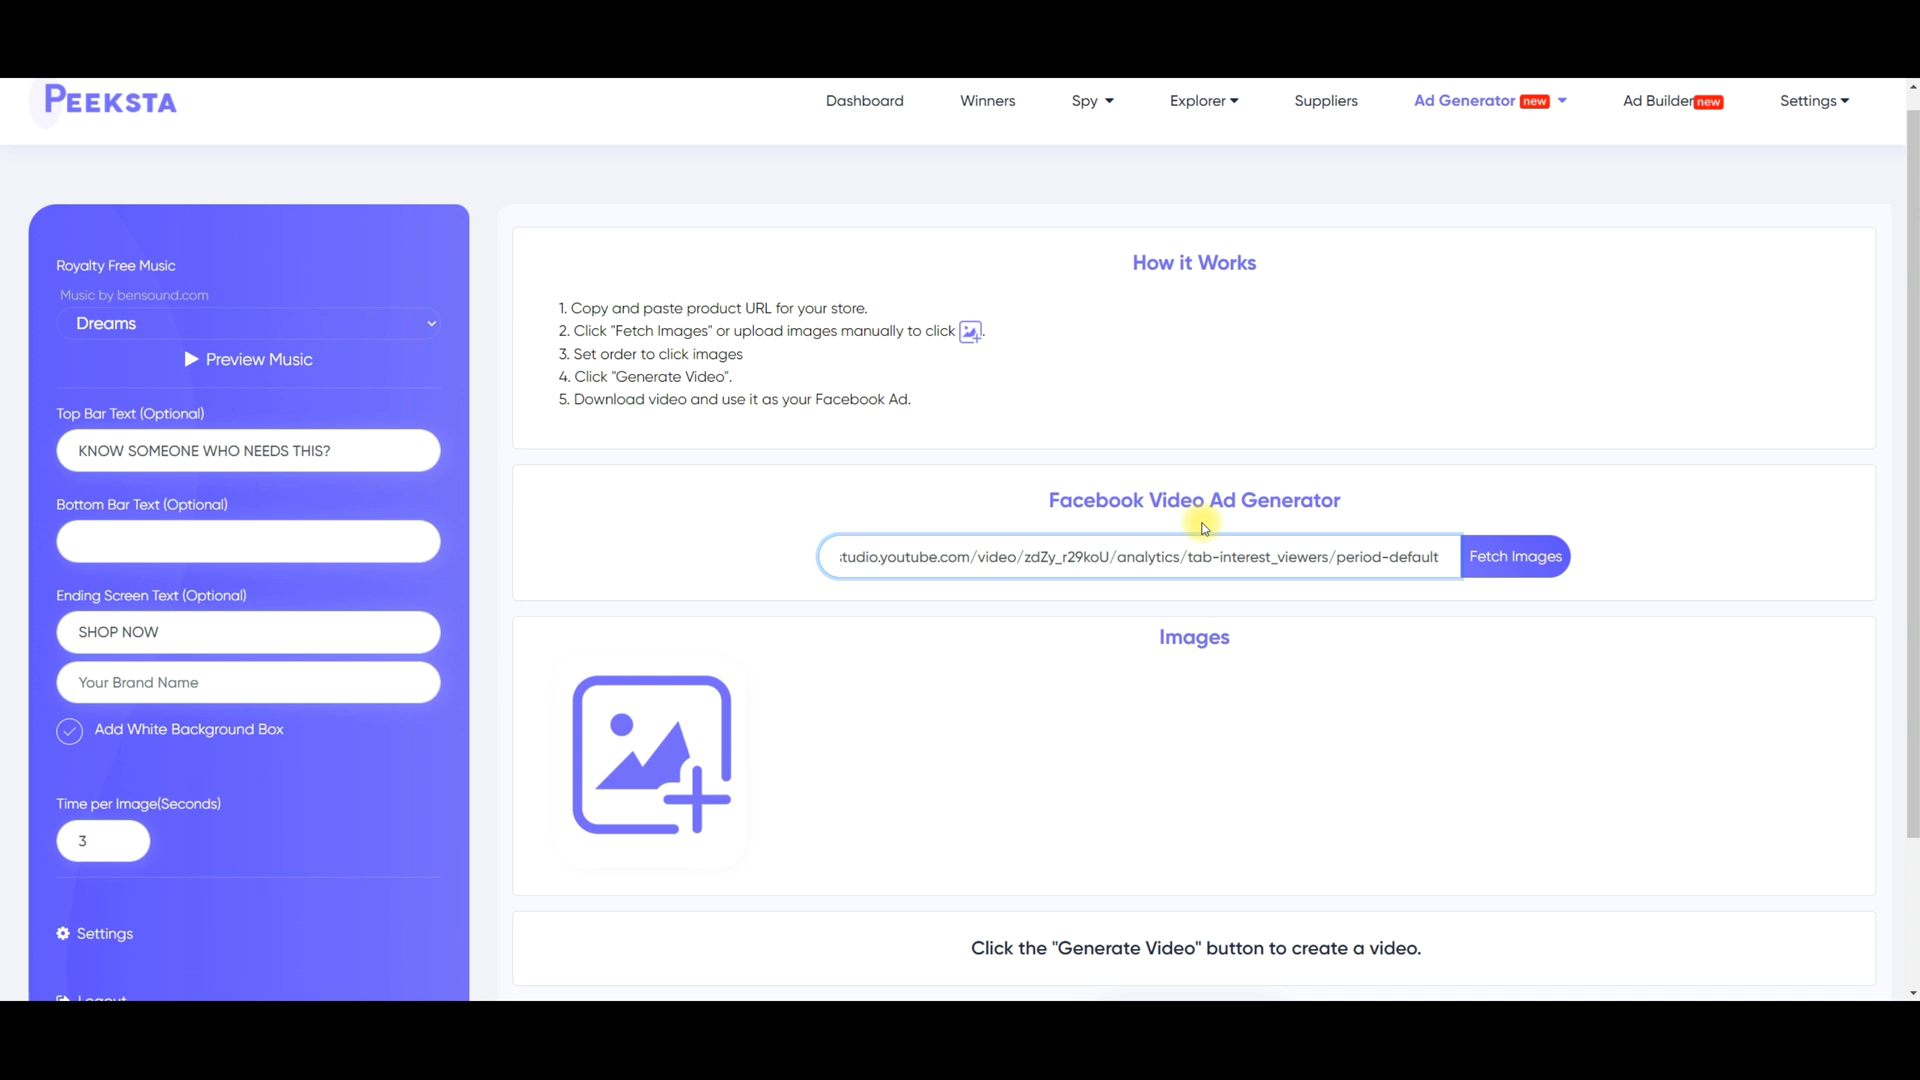 PEEKSTA
Dashboard
Winners
Spy
Explorer
Suppliers
Ad Generator new
Ad Builder new
Settings
Royalty Free Music
Music by bensound.com
Dreams
Preview Music
Top Bar Text (Optional)
KNOW SOMEONE WHO NEEDS THIS?
Bottom Bar Text (Optional)
Ending Screen Text (Optional)
SHOP NOW
Your Brand Name
Add White Background Box
Time per Image(Seconds)
3
Settings
Logout
How it Works
1. Copy and paste product URL for your store.
2. Click "Fetch Images" or upload images manually to click .
3. Set order to click images
4. Click "Generate Video".
5. Download video and use it as your Facebook Ad.
Facebook Video Ad Generator
tudio.youtube.com/video/zdZy_r29koU/analytics/tab-interest_viewers/period-default
Fetch Images
Images
Click the "Generate Video" button to create a video.